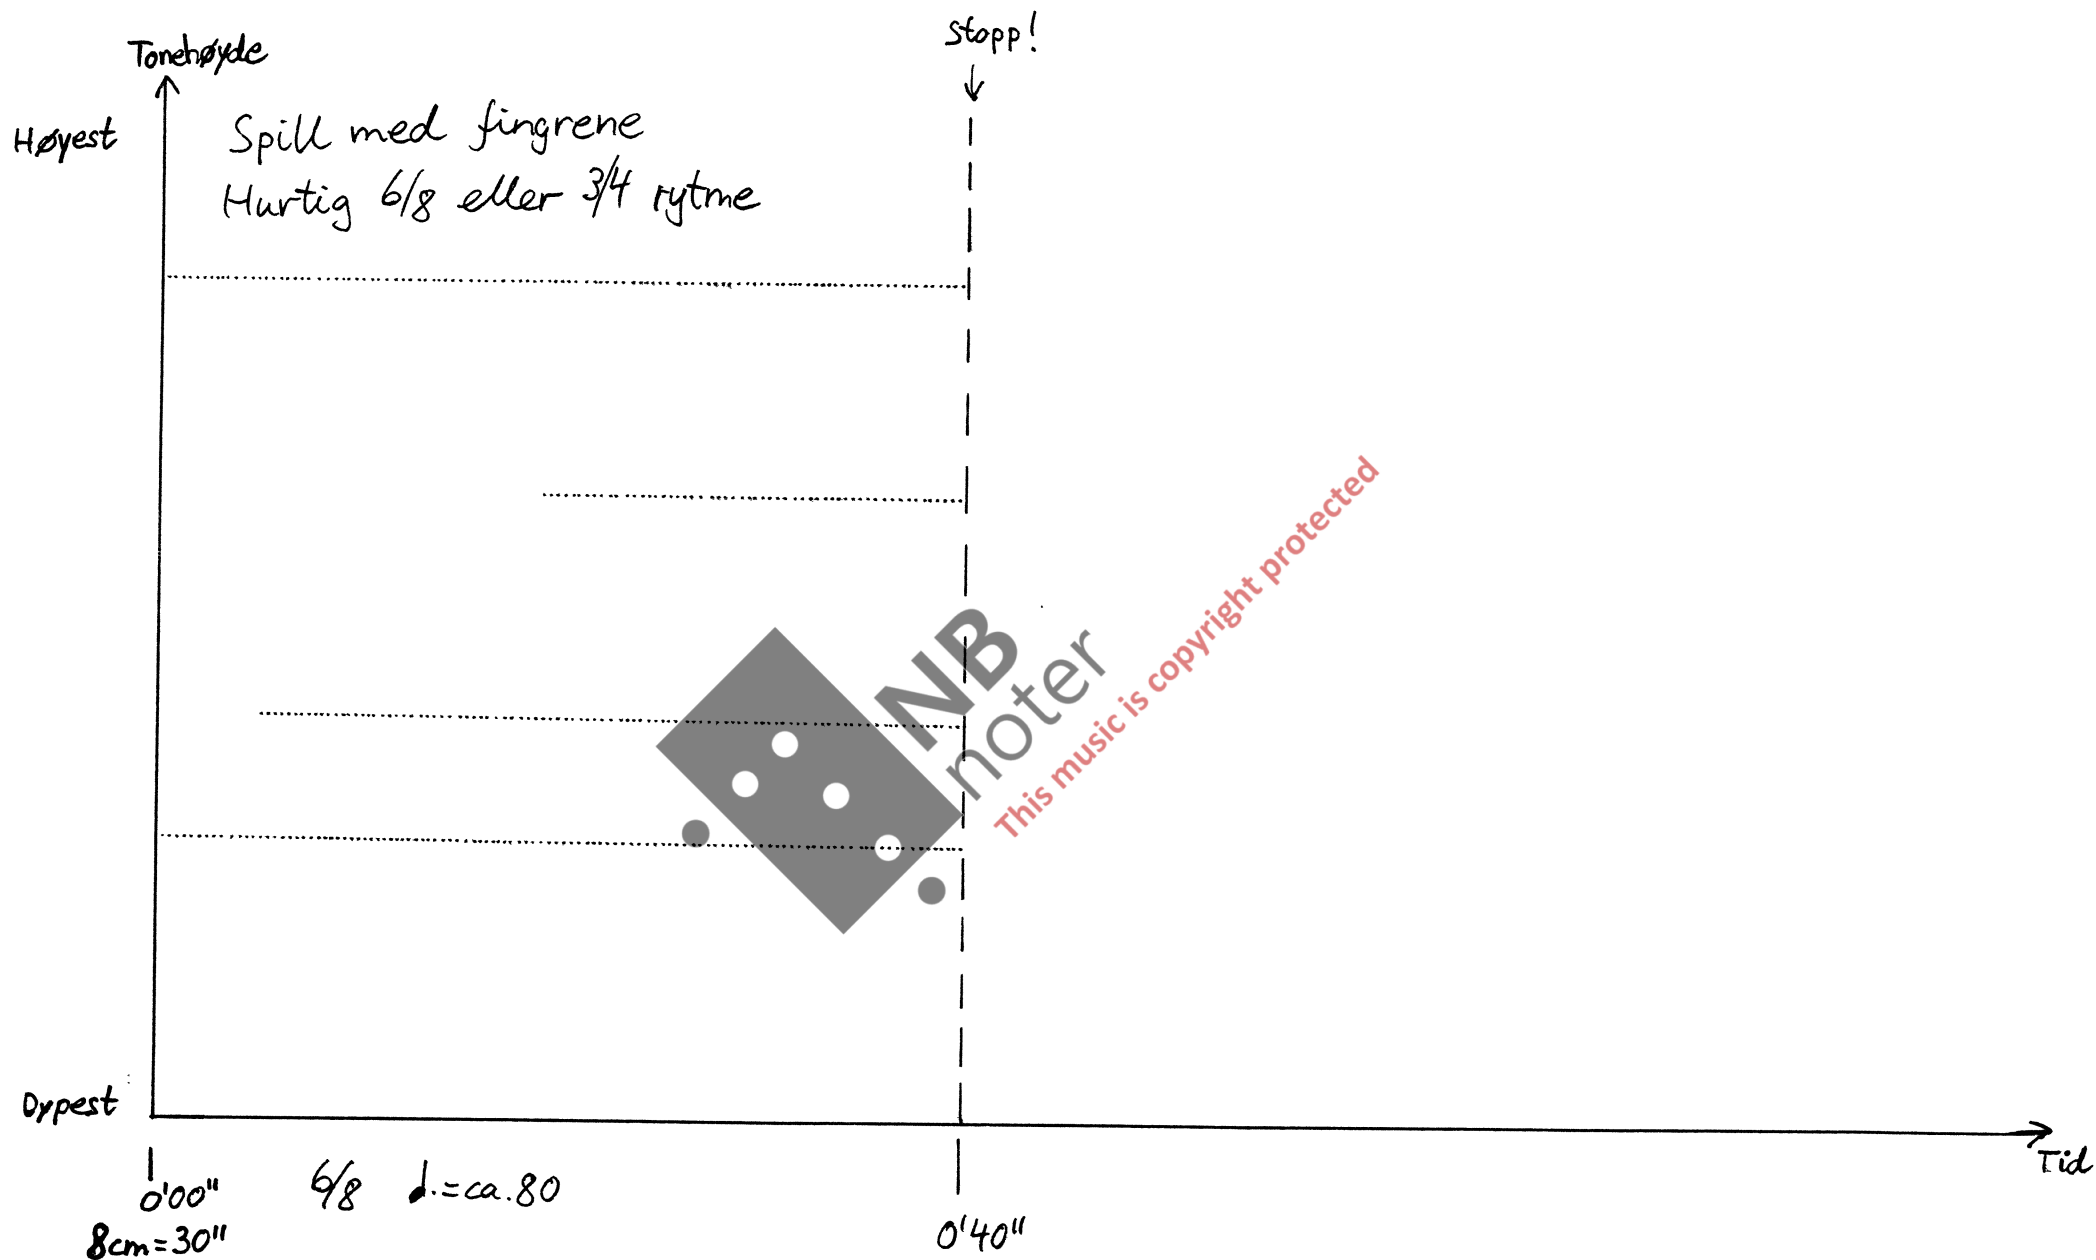 Stopp!
Tonehøyde
Høyest
Spill med fingrene
Hurtig 6/8 eller 3/4 rytme
NB
noter
This music is copyright protected
Dypest
Tid
0'00"
6/8 ♩.=ca.80
0'40"
8cm=30"